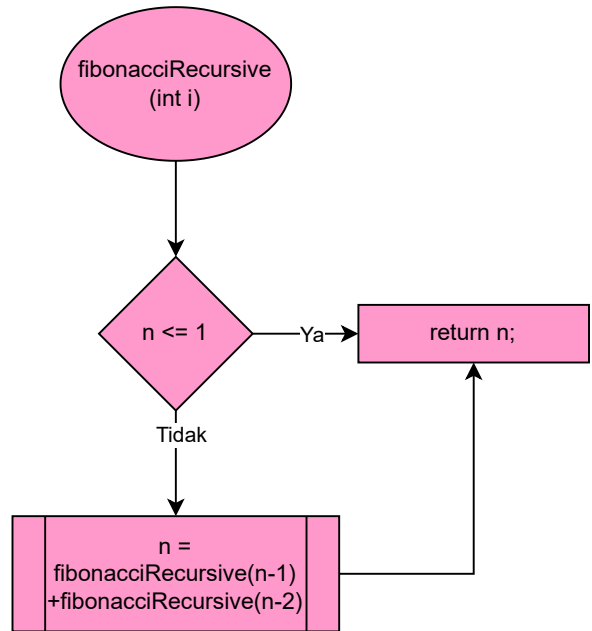 fibonacciRecursive
(int i)
n <= 1
Ya
return n;
Tidak
n =
fibonacciRecursive(n-1)
+fibonacciRecursive(n-2)